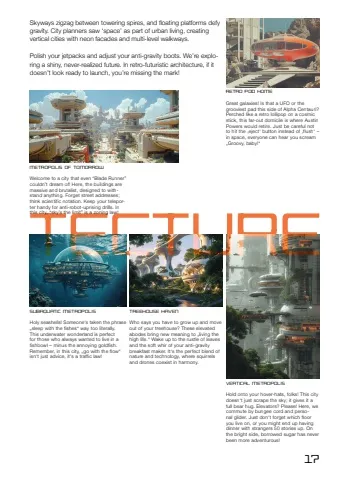 Skyways zigzag between towering spires, and floating platforms defy
gravity. City planners saw 'space' as part of urban living, creating
vertical cities with neon facades and multi-level walkways.
Polish your jetpacks and adjust your anti-gravity boots. We're explo-
ring a shiny, never-realized future. In retro-futuristic architecture, if it
doesn't look ready to launch, you're missing the mark!
RETRO POD HOME
Great galaxies! Is that a UFO or the
grooviest pad this side of Alpha Centauri?
Perched like a retro lollipop on a cosmic
stick, this far-out domicile is where Austin
Powers would retire. Just be careful not
to hit the „eject“ button instead of „flush“ –
in space, everyone can hear you scream
„Groovy, baby!“
METROPOLIS OF TOMORROW
Welcome to a city that even "Blade Runner"
couldn't dream of! Here, the buildings are
massive and brutalist, designed to with-
stand anything. Forget street addresses;
think scientific notation. Keep your telepor-
ter handy for anti-robot-uprising drills. In
this city, "sky's the limit" is a zoning law!
TECTURE
SUBAQUATIC METROPOLIS
Holy seashells! Someone's taken the phrase
„sleep with the fishes“ way too literally.
This underwater wonderland is perfect
for those who always wanted to live in a
fishbowl – minus the annoying goldfish.
Remember, in this city, „go with the flow“
isn't just advice, it's a traffic law!
TREEHOUSE HAVEN
Who says you have to grow up and move
out of your treehouse? These elevated
abodes bring new meaning to „living the
high life.“ Wake up to the rustle of leaves
and the soft whir of your anti-gravity
breakfast maker. It's the perfect blend of
nature and technology, where squirrels
and drones coexist in harmony.
VERTICAL METROPOLIS
Hold onto your hover-hats, folks! This city
doesn't just scrape the sky; it gives it a
full bear hug. Elevators? Please! Here, we
commute by bungee cord and perso-
nal glider. Just don't forget which floor
you live on, or you might end up having
dinner with strangers 50 stories up. On
the bright side, borrowed sugar has never
been more adventurous!
17